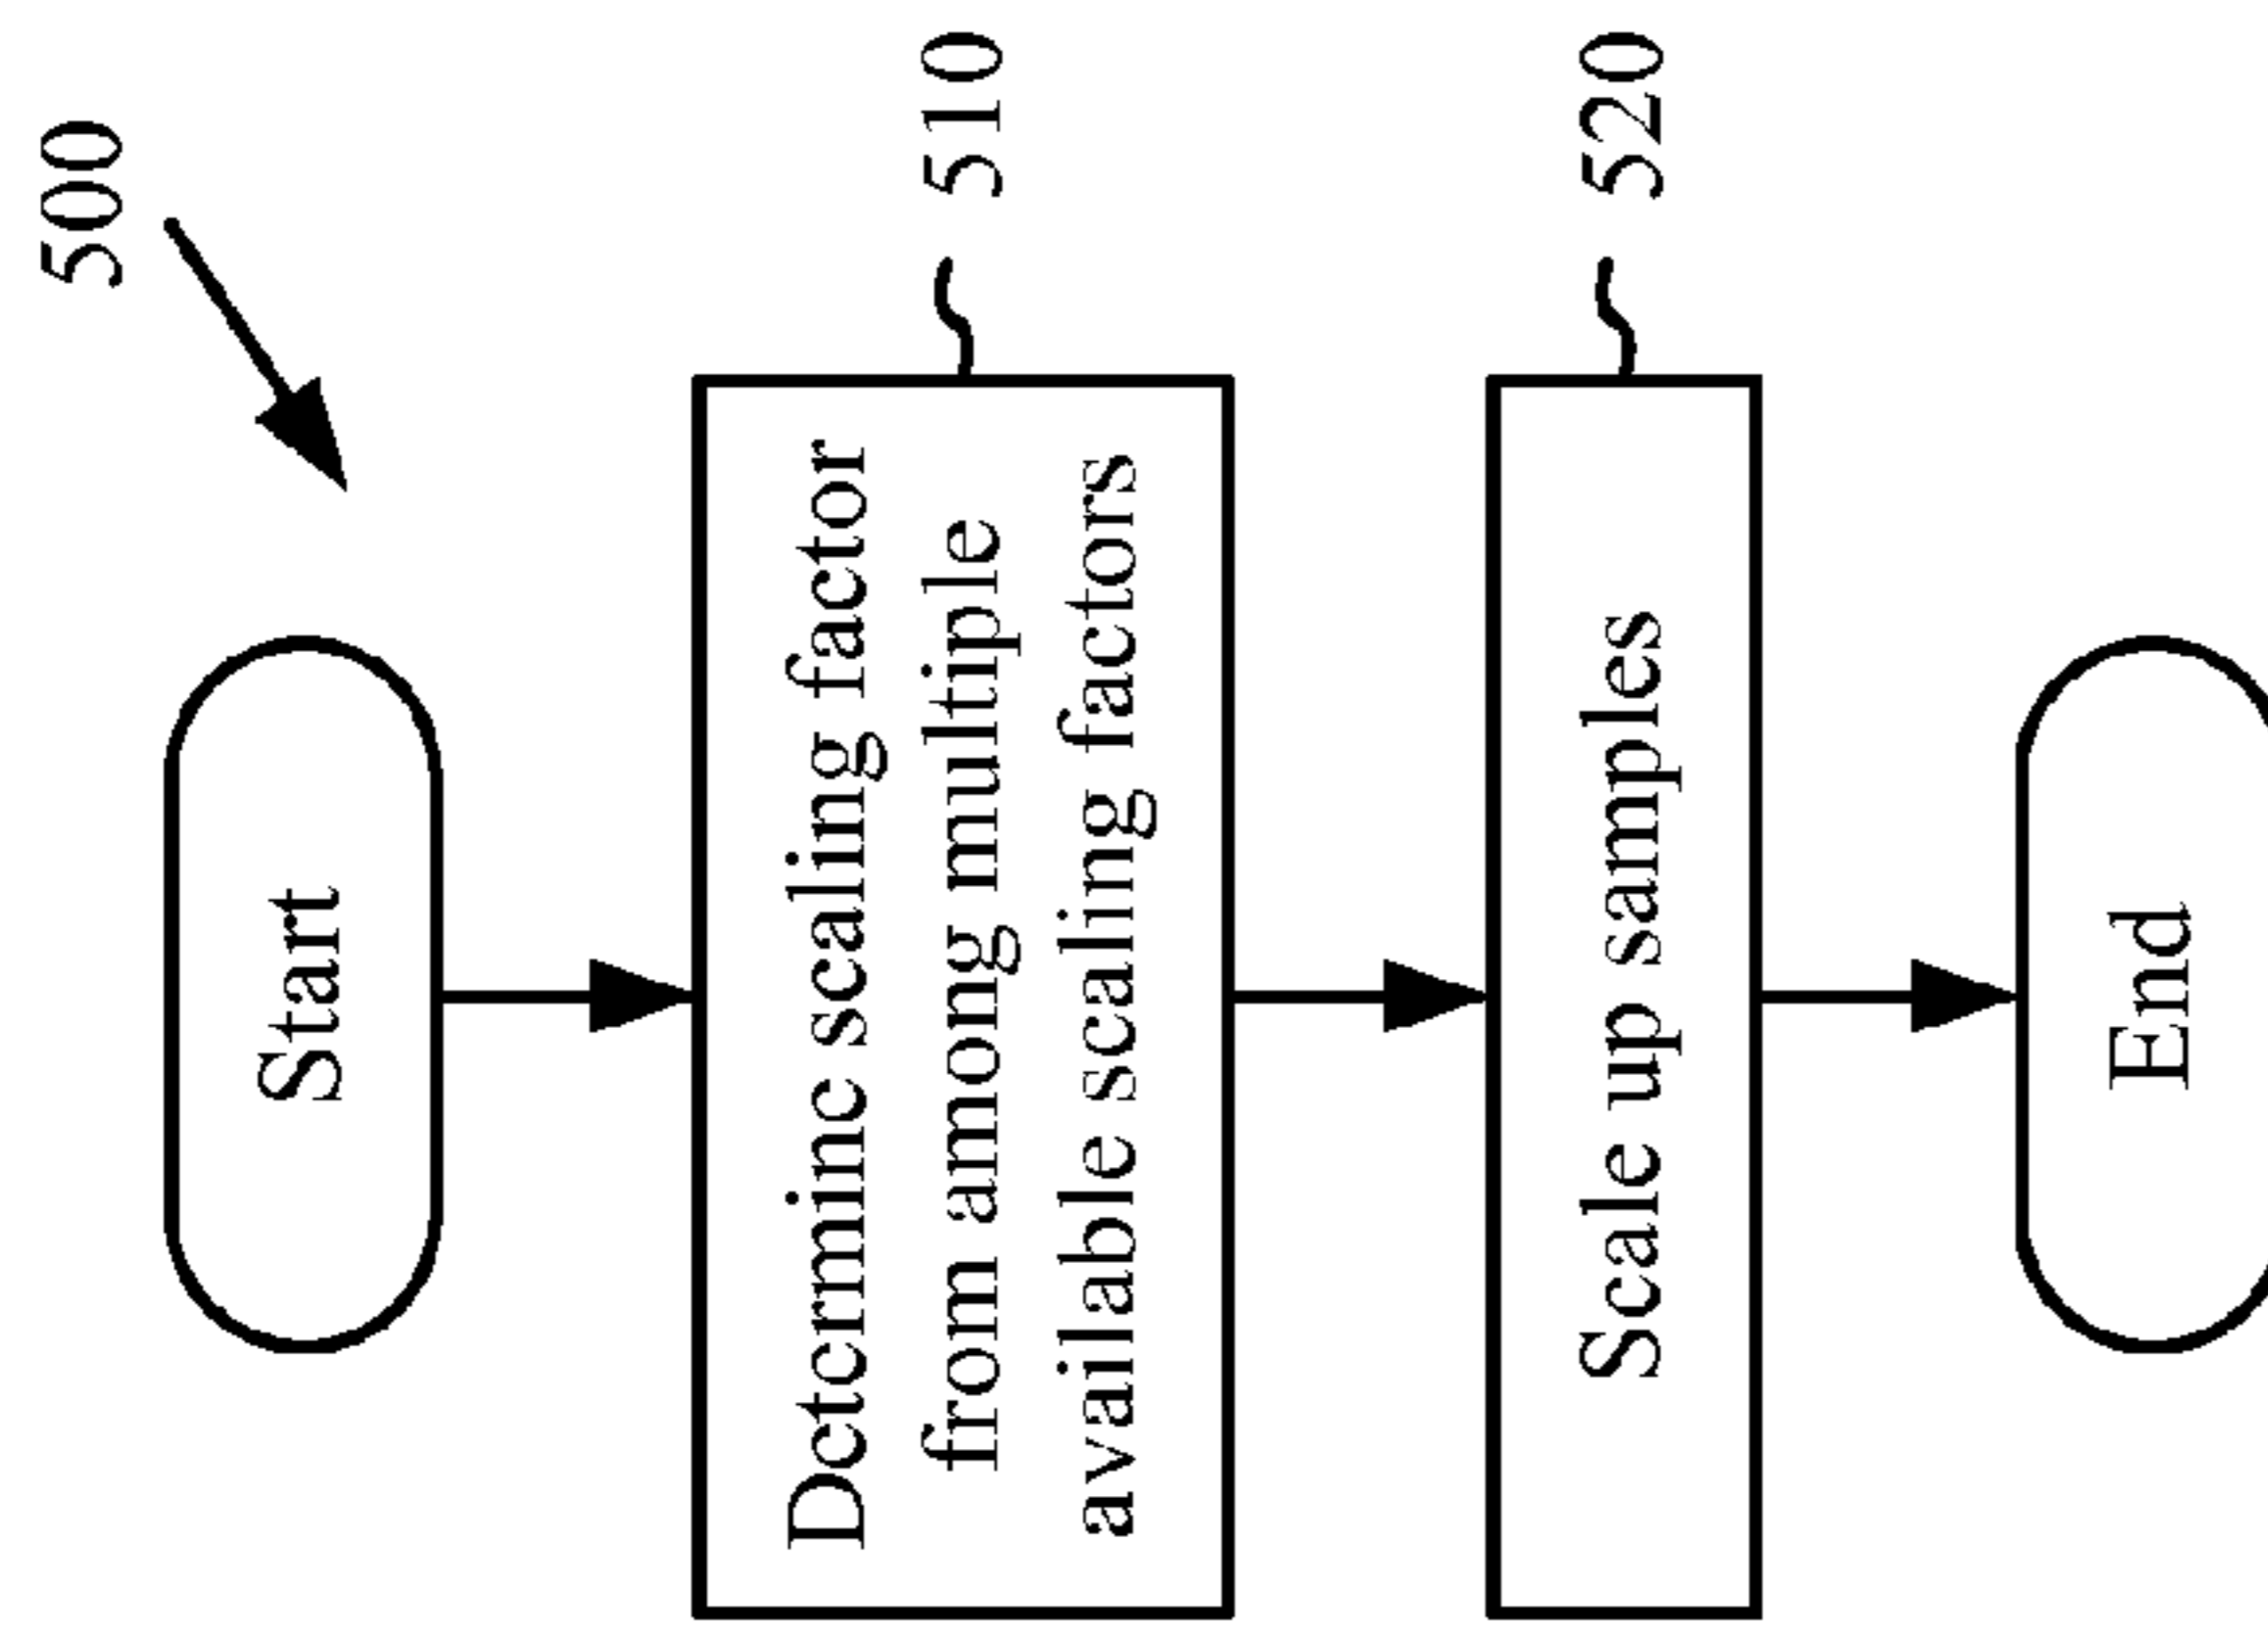 500
Start
Determine scaling factor
from among multiple
available scaling factors
510
Scale up samples
520
End